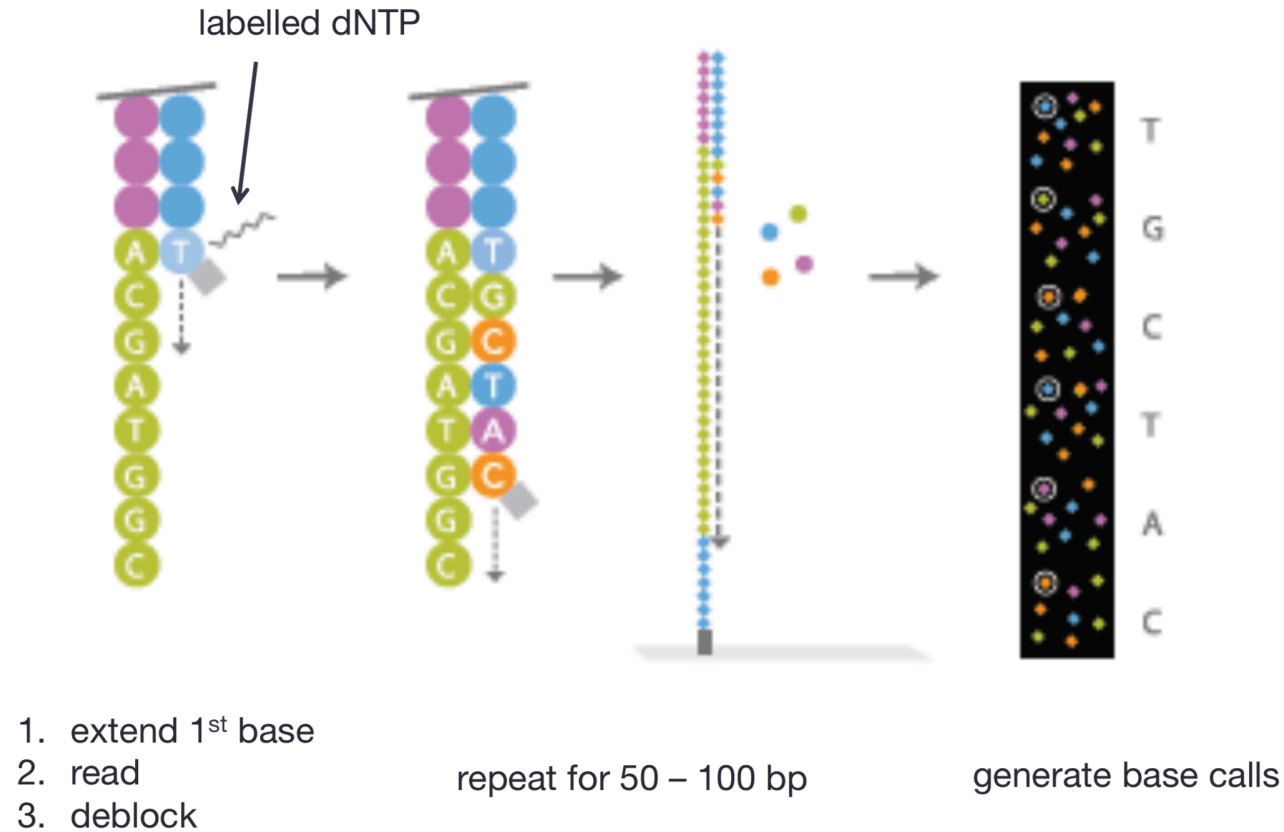 labelled dNTP
A T
C
G
A
T
G
G
C
A T
C G
G C
A T
T A
G C
G
C
T
G
C
T
A
C
1. extend 1st base
2. read
3. deblock
repeat for 50 – 100 bp
generate base calls